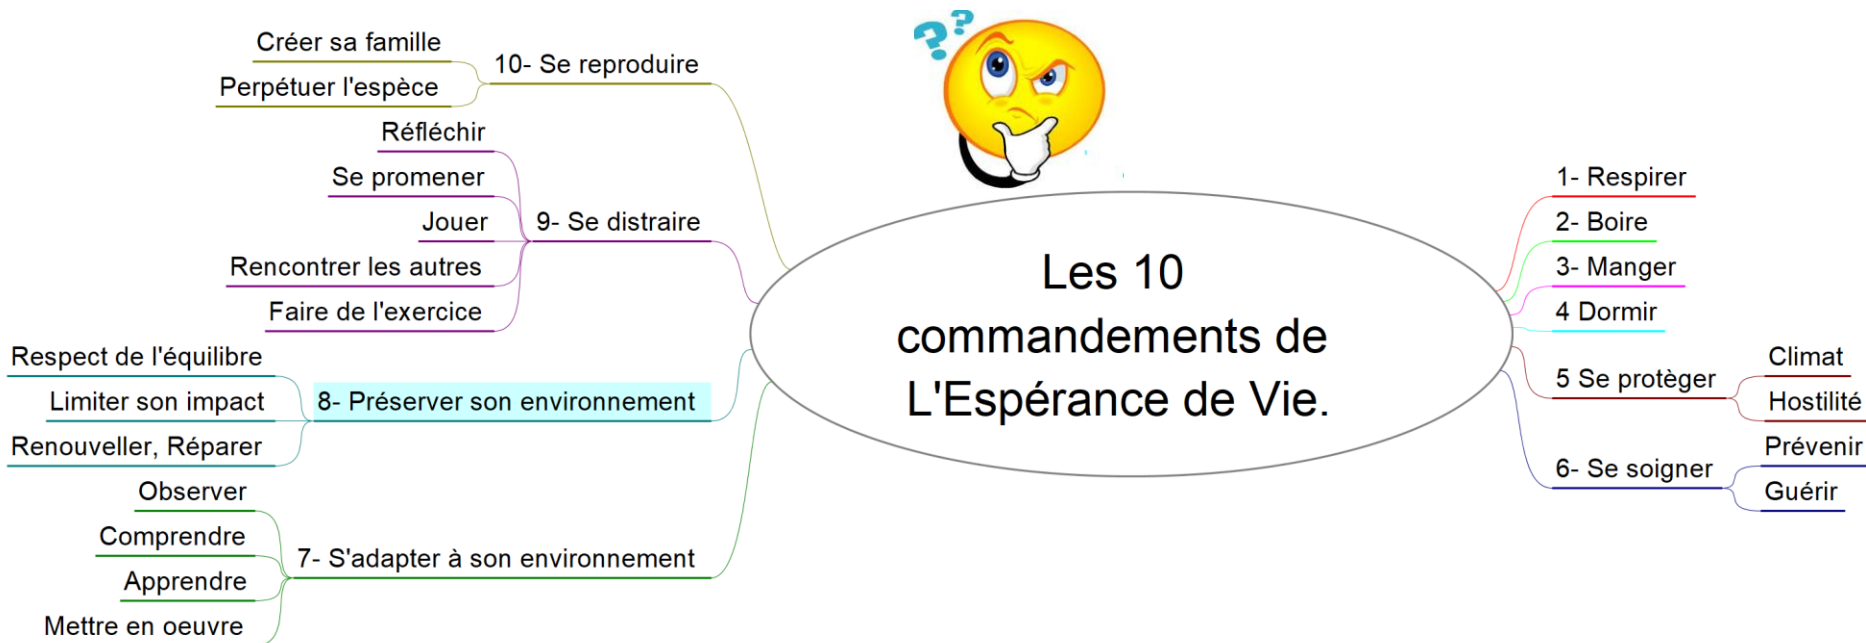 ??
Les 10
commandements de
L'Espérance de Vie.
1- Respirer
2- Boire
3- Manger
4 Dormir
5 Se protèger
Climat
Hostilité
6- Se soigner
Prévenir
Guérir
7- S'adapter à son environnement
Observer
Comprendre
Apprendre
Mettre en oeuvre
8- Préserver son environnement
Respect de l'équilibre
Limiter son impact
Renouveller, Réparer
9- Se distraire
Réfléchir
Se promener
Jouer
Rencontrer les autres
Faire de l'exercice
10- Se reproduire
Créer sa famille
Perpétuer l'espèce